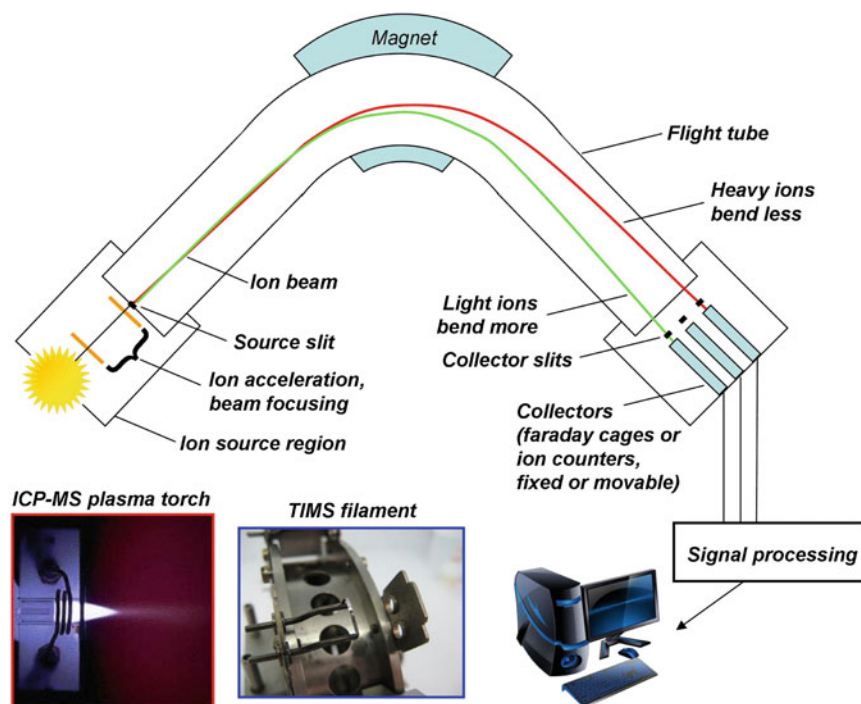 Magnet
Flight tube
Heavy ions
bend less
Ion beam
Light ions
bend more
Source slit
Collector slits
Ion acceleration,
beam focusing
Collectors
(faraday cages or
ion counters,
fixed or movable)
Ion source region
ICP-MS plasma torch
TIMS filament
Signal processing